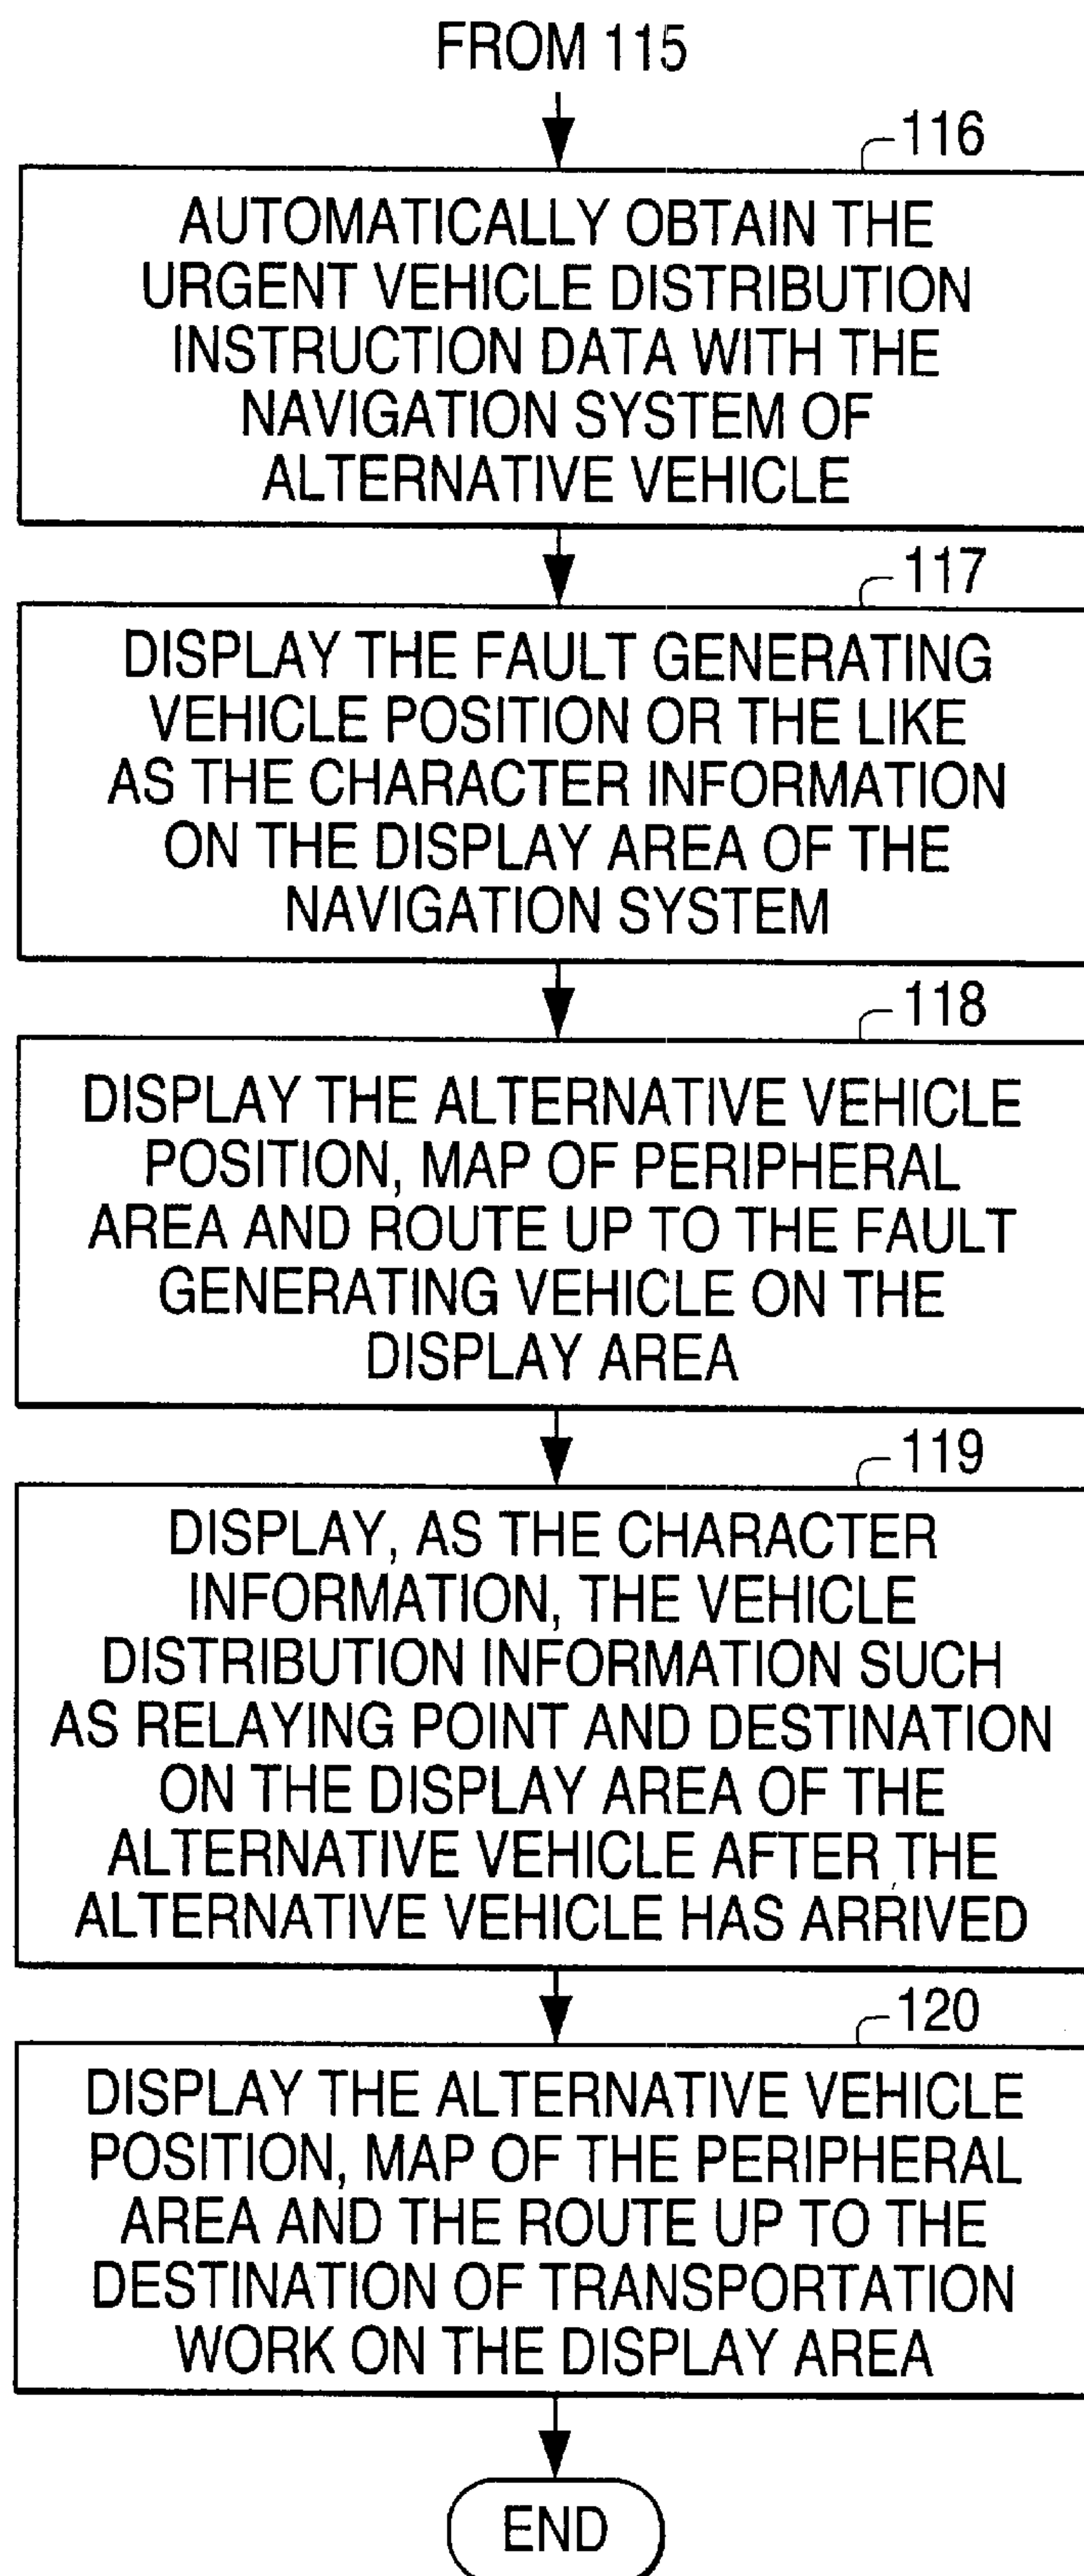 FROM 115
116
AUTOMATICALLY OBTAIN THE
URGENT VEHICLE DISTRIBUTION
INSTRUCTION DATA WITH THE
NAVIGATION SYSTEM OF
ALTERNATIVE VEHICLE
117
DISPLAY THE FAULT GENERATING
VEHICLE POSITION OR THE LIKE
AS THE CHARACTER INFORMATION
ON THE DISPLAY AREA OF THE
NAVIGATION SYSTEM
118
DISPLAY THE ALTERNATIVE VEHICLE
POSITION, MAP OF PERIPHERAL
AREA AND ROUTE UP TO THE FAULT
GENERATING VEHICLE ON THE
DISPLAY AREA
119
DISPLAY, AS THE CHARACTER
INFORMATION, THE VEHICLE
DISTRIBUTION INFORMATION SUCH
AS RELAYING POINT AND DESTINATION
ON THE DISPLAY AREA OF THE
ALTERNATIVE VEHICLE AFTER THE
ALTERNATIVE VEHICLE HAS ARRIVED
120
DISPLAY THE ALTERNATIVE VEHICLE
POSITION, MAP OF THE PERIPHERAL
AREA AND THE ROUTE UP TO THE
DESTINATION OF TRANSPORTATION
WORK ON THE DISPLAY AREA
END